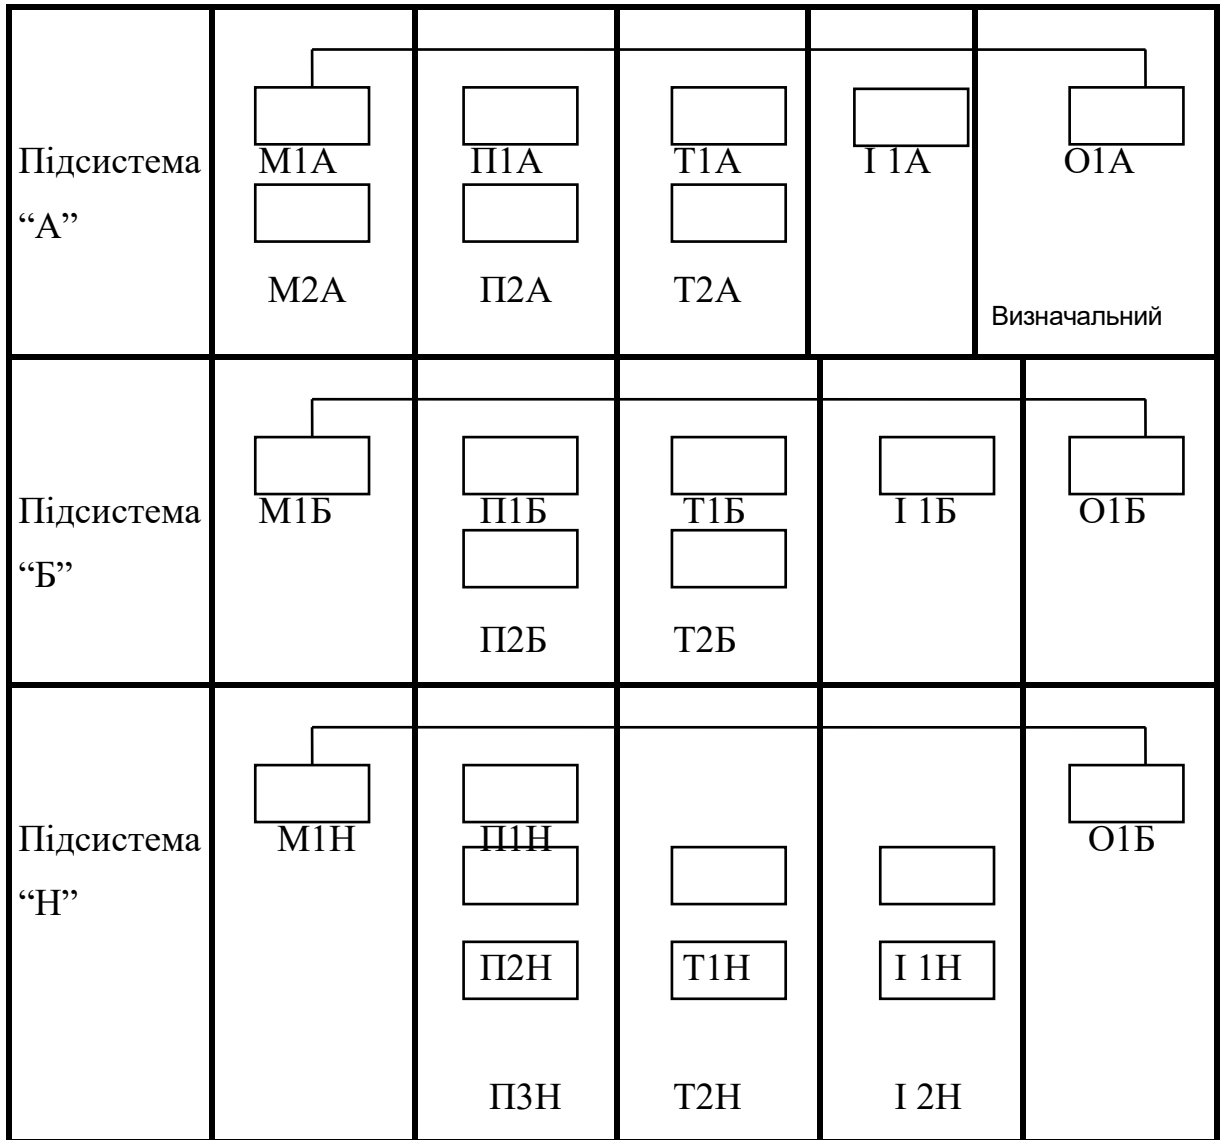 М1А П1А Т1А І 1А О1А
Підсистема
“А”
М2А П2А Т2А
Визначальний
М1Б П1Б Т1Б І 1Б О1Б
Підсистема
“Б”
П2Б Т2Б
М1Н П1Н О1Б
Підсистема
“Н”
П2Н Т1Н І 1Н
П3Н Т2Н І 2Н